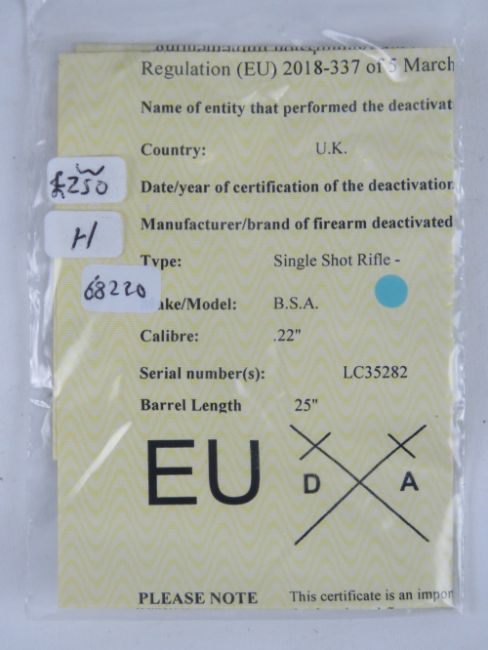 Regulation (EU) 2018-337 of 5 March
Name of entity that performed the deactivat
Country: U.K.
Date/year of certification of the deactivation
Manufacturer/brand of firearm deactivated
Type: Single Shot Rifle -
ake/Model: B.S.A.
Calibre: .22"
Serial number(s): LC35282
Barrel Length 25"
EU D A
PLEASE NOTE This certificate is an impor
£250
H
68220